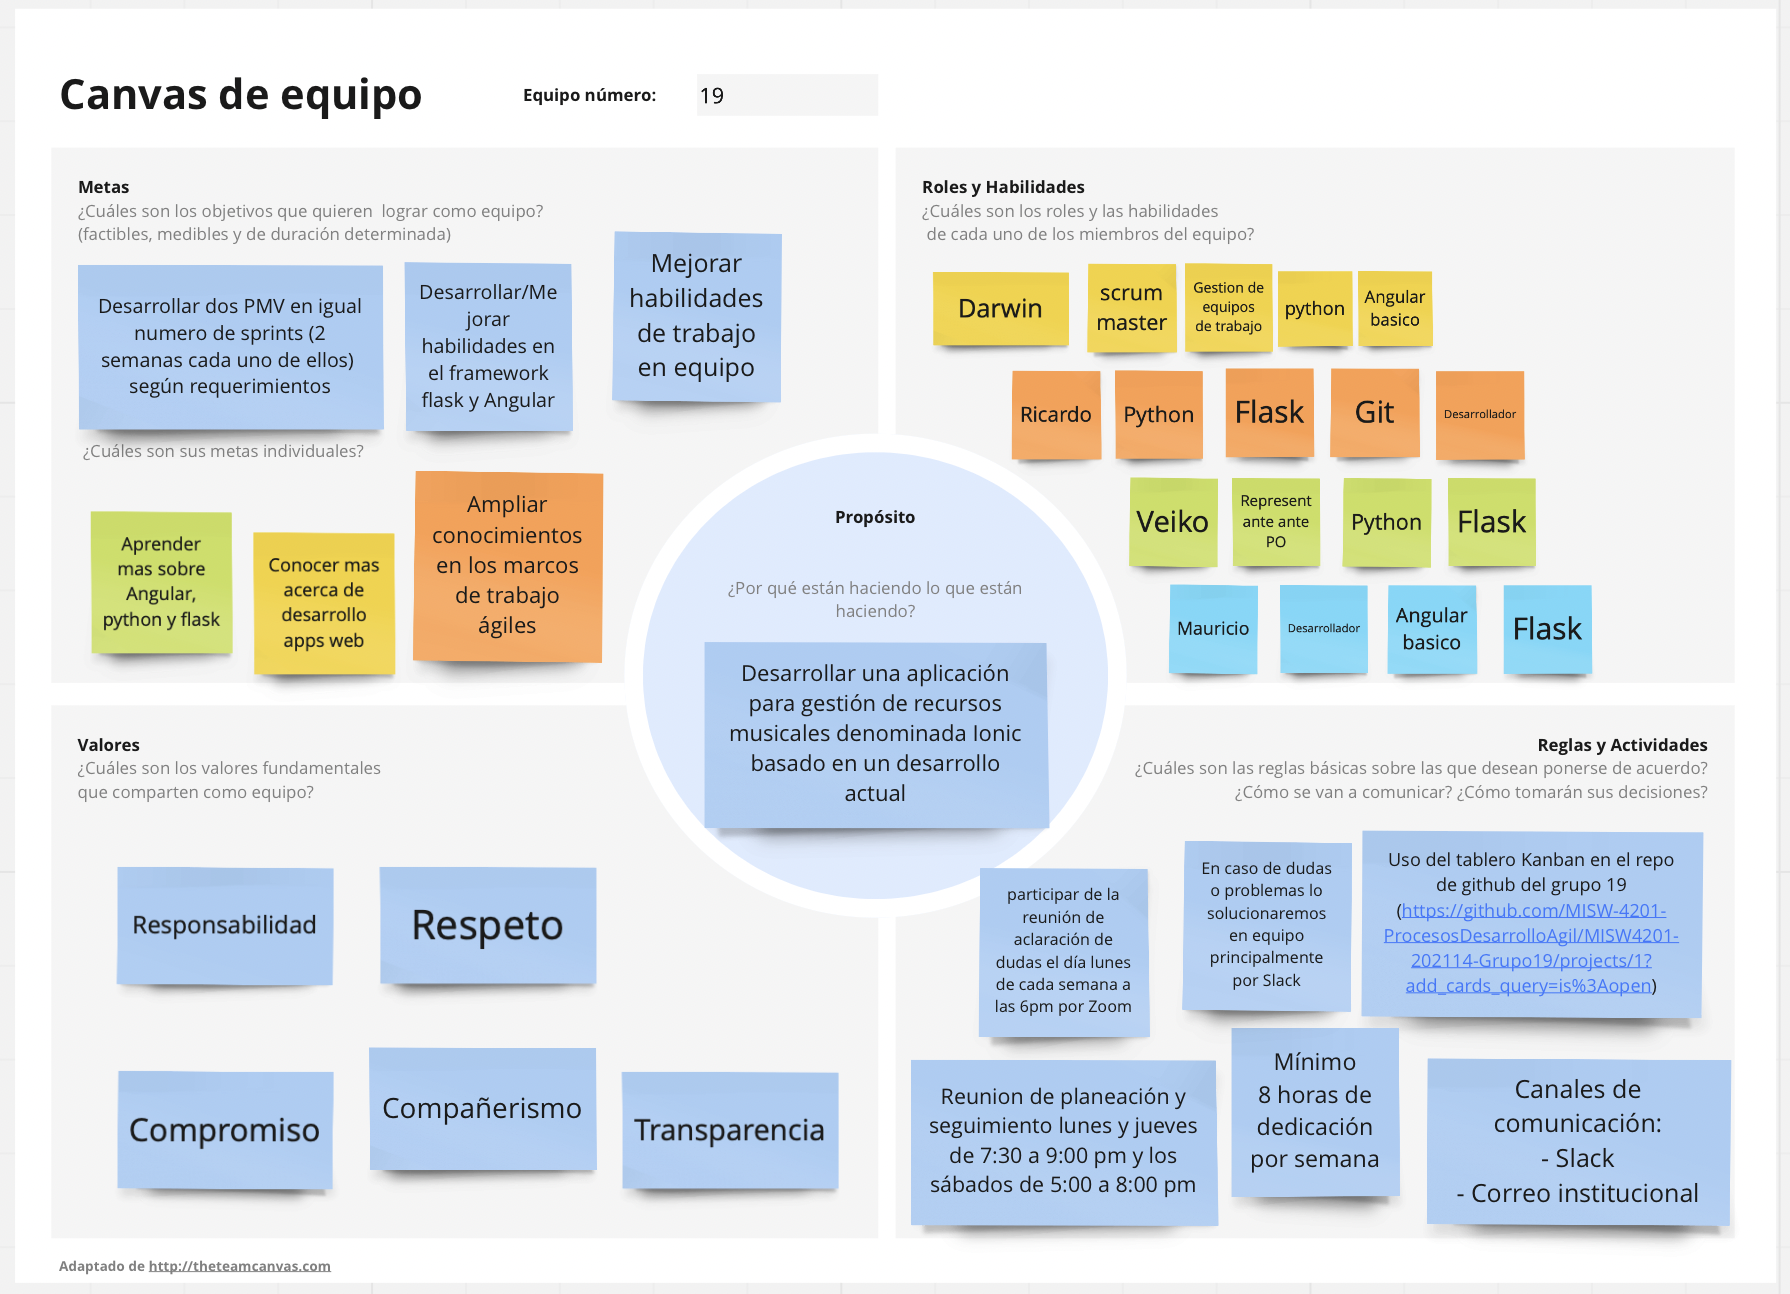 Canvas de equipo
Equipo número:
19
Metas
¿Cuáles son los objetivos que quieren  lograr como equipo?
(factibles, medibles y de duración determinada)
Desarrollar dos PMV en igual
numero de sprints (2
semanas cada uno de ellos)
según requerimientos
Desarrollar/Me
jorar
habilidades en
el framework
flask y Angular
Mejorar
habilidades
de trabajo
en equipo
¿Cuáles son sus metas individuales?
Aprender
mas sobre
Angular,
python y flask
Conocer mas
acerca de
desarrollo
apps web
Ampliar
conocimientos
en los marcos
de trabajo
ágiles
Roles y Habilidades
¿Cuáles son los roles y las habilidades
de cada uno de los miembros del equipo?
Darwin
scrum
master
Gestion de
equipos
de trabajo
python
Angular
basico
Ricardo
Python
Flask
Git
Desarrollador
Veiko
Represent
ante ante
PO
Python
Flask
Mauricio
Desarrollador
Angular
basico
Flask
Propósito
¿Por qué están haciendo lo que están
haciendo?
Desarrollar una aplicación
para gestión de recursos
musicales denominada Ionic
basado en un desarrollo
actual
Valores
¿Cuáles son los valores fundamentales
que comparten como equipo?
Responsabilidad
Respeto
Compromiso
Compañerismo
Transparencia
Reglas y Actividades
¿Cuáles son las reglas básicas sobre las que desean ponerse de acuerdo?
¿Cómo se van a comunicar? ¿Cómo tomarán sus decisiones?
participar de la
reunión de
aclaración de
dudas el día lunes
de cada semana a
las 6pm por Zoom
En caso de dudas
o problemas lo
solucionaremos
en equipo
principalmente
por Slack
Uso del tablero Kanban en el repo
de github del grupo 19
(https://github.com/MISW-4201-
ProcesosDesarrolloAgil/MISW4201-
202114-Grupo19/projects/1?
add_cards_query=is%3Aopen)
Reunion de planeación y
seguimiento lunes y jueves
de 7:30 a 9:00 pm y los
sábados de 5:00 a 8:00 pm
Mínimo
8 horas de
dedicación
por semana
Canales de
comunicación:
- Slack
- Correo institucional
Adaptado de http://theteamcanvas.com